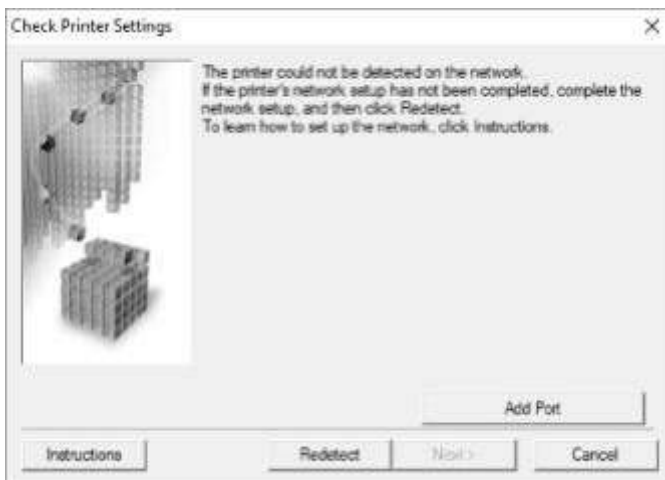 Check Printer Settings
The printer could not be detected on the network.
If the printer's network setup has not been completed, complete the
network setup, and then click Redetect.
To learn how to set up the network, click Instructions.
Add Port
Instructions
Redetect
Next >
Cancel